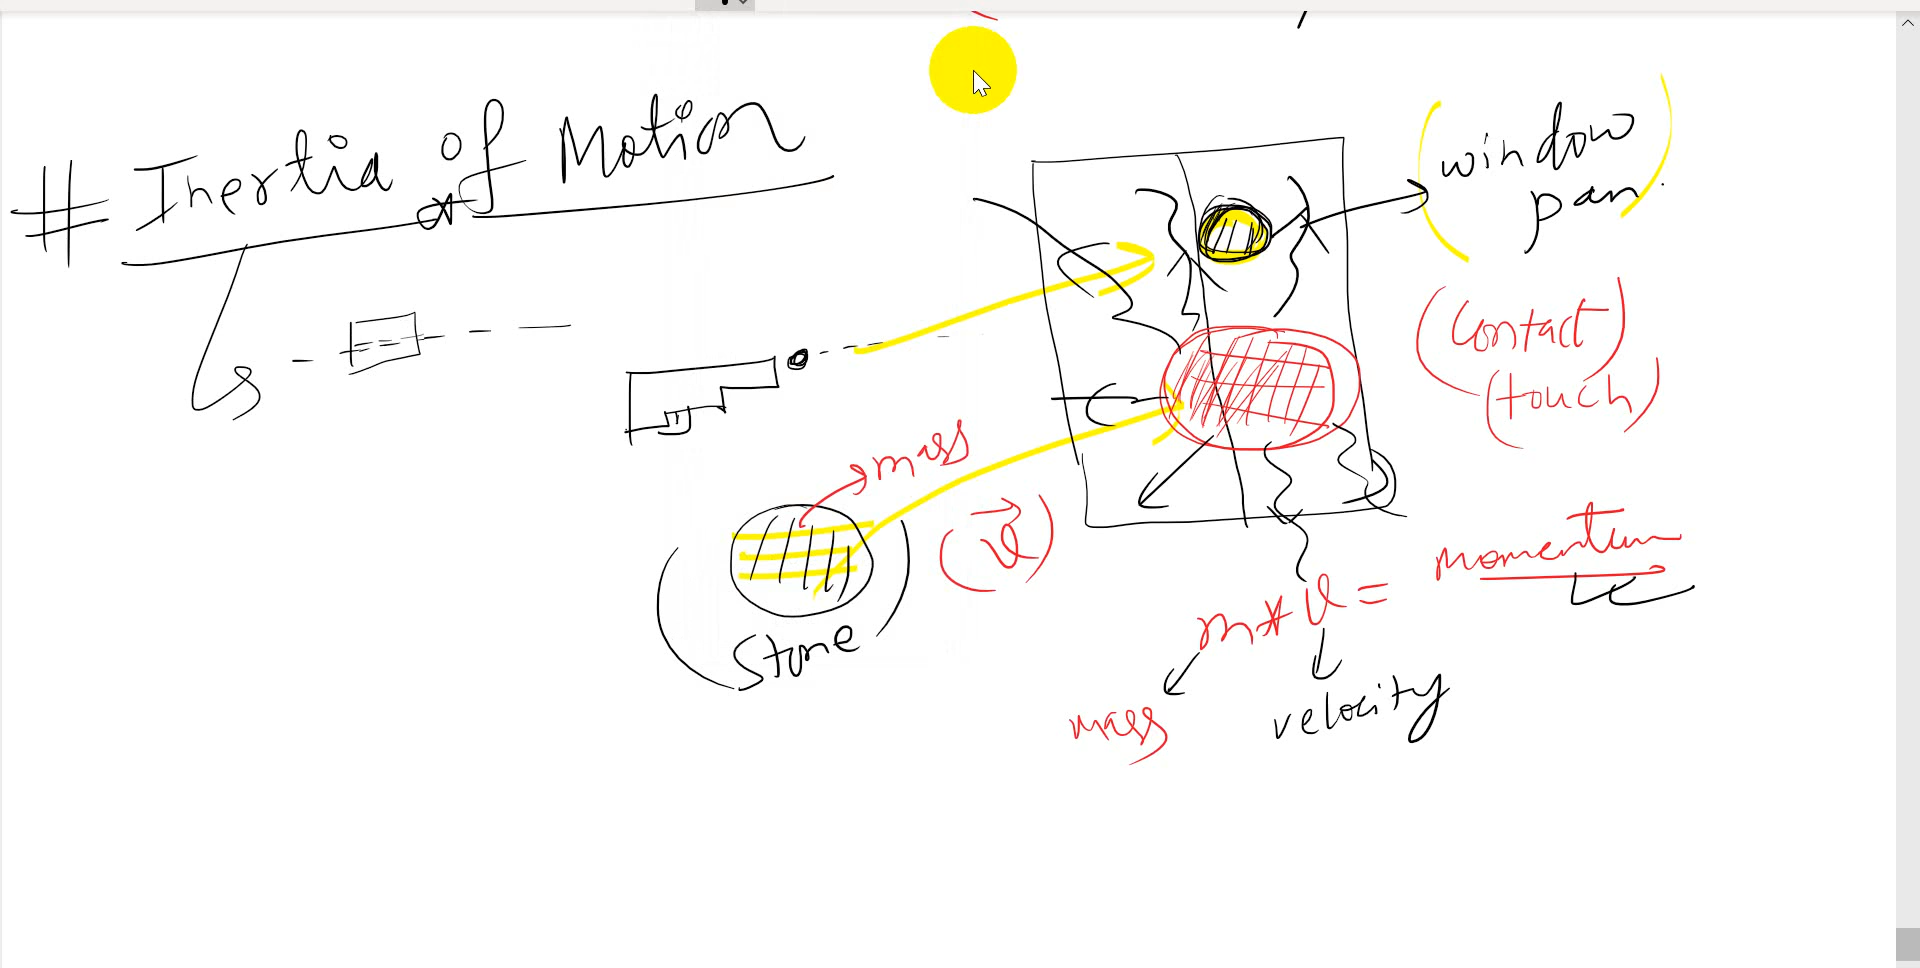 # Inertia of Motion
window
pan.
(contact)
(touch)
mass
(v)
stone
momentum
m * v =
mass
velocity